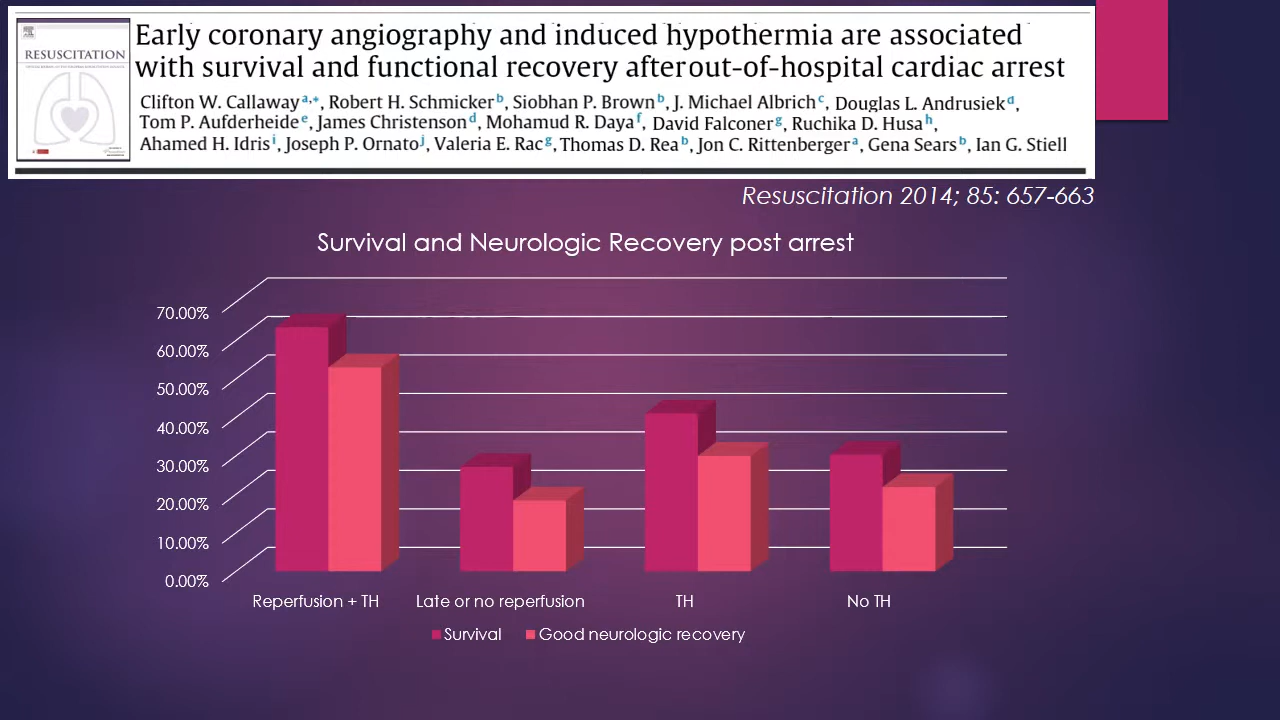 RESUSCITATION
Early coronary angiography and induced hypothermia are associated
with survival and functional recovery after out-of-hospital cardiac arrest
Clifton W. Callaway a,*, Robert H. Schmicker b, Siobhan P. Brown b, J. Michael Albrich c, Douglas L. Andrusiek d,
Tom P. Aufderheide e, James Christenson d, Mohamud R. Daya f, David Falconer g, Ruchika D. Husa h,
Ahamed H. Idris i, Joseph P. Ornato j, Valeria E. Rac g, Thomas D. Rea b, Jon C. Rittenberger a, Gena Sears b, Ian G. Stiell
Resuscitation 2014; 85: 657-663
Survival and Neurologic Recovery post arrest
70.00%
60.00%
50.00%
40.00%
30.00%
20.00%
10.00%
0.00%
Reperfusion + TH Late or no reperfusion TH No TH
Survival Good neurologic recovery